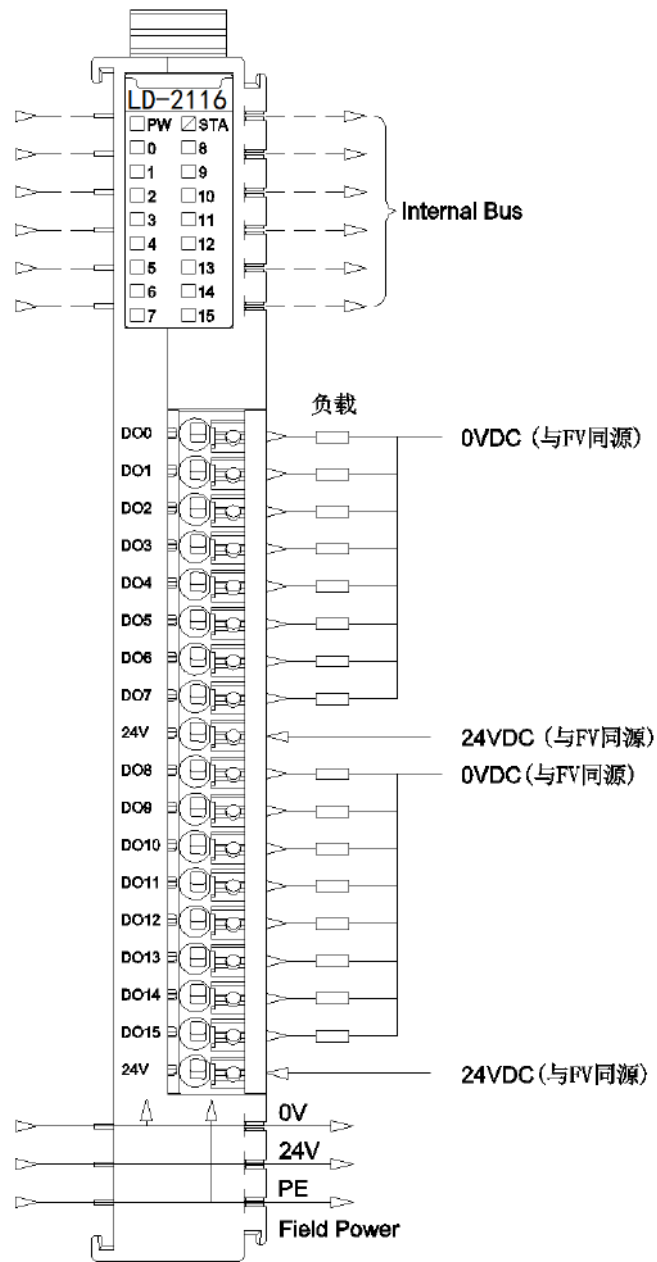 LD-2116
PW STA
0 8
1 9
2 10
3 11
4 12
5 13
6 14
7 15
Internal Bus
负载
DO0 0VDC (与FV同源)
DO1
DO2
DO3
DO4
DO5
DO6
DO7
24V 24VDC (与FV同源)
DO8 0VDC(与FV同源)
DO9
DO10
DO11
DO12
DO13
DO14
DO15
24V 24VDC(与FV同源)
0V
24V
PE
Field Power